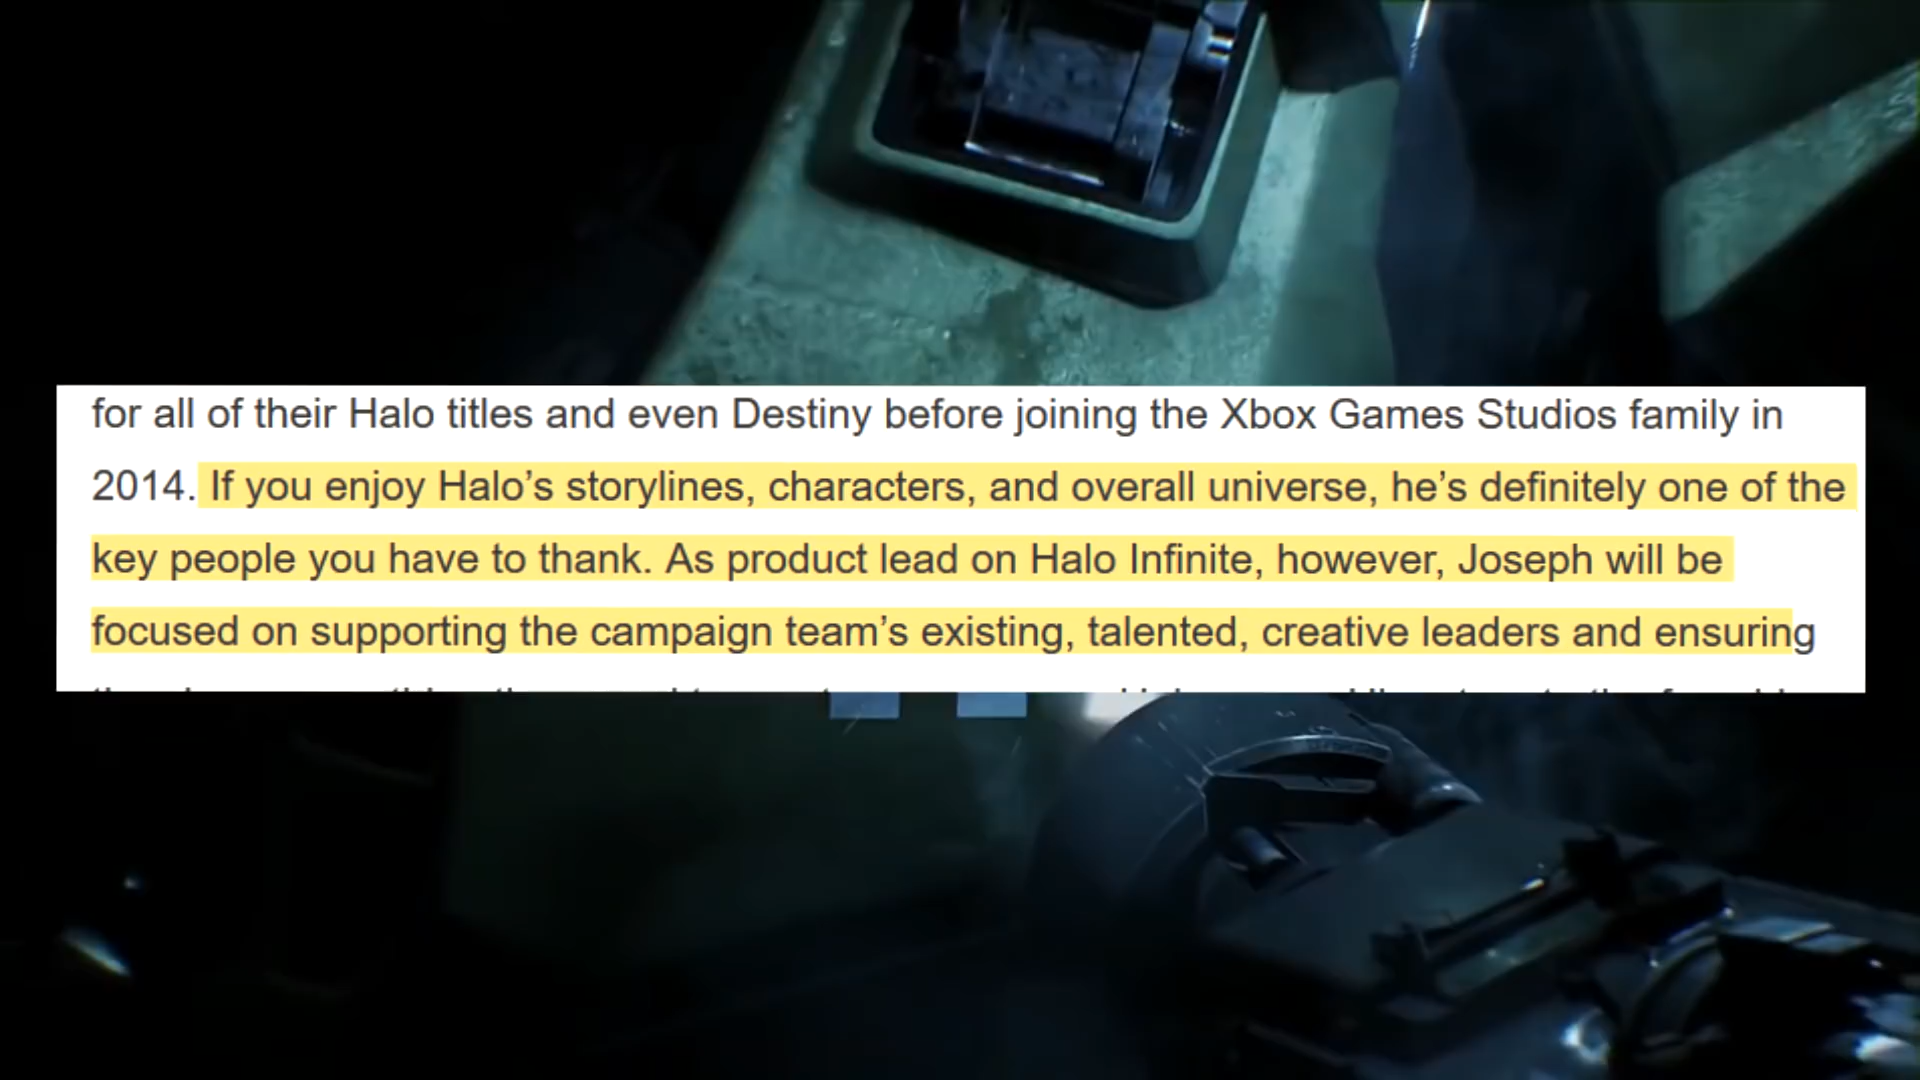 for all of their Halo titles and even Destiny before joining the Xbox Games Studios family in
2014. If you enjoy Halo’s storylines, characters, and overall universe, he’s definitely one of the
key people you have to thank. As product lead on Halo Infinite, however, Joseph will be
focused on supporting the campaign team’s existing, talented, creative leaders and ensuring